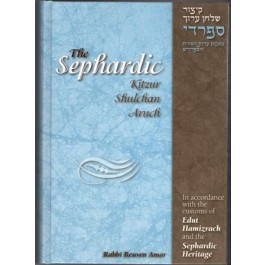 The
Sephardic
Kitzur
Shulchan
Aruch
Rabbi Reuven Amar
קיצור
שלחן ערוך
ספרדי
In accordance
with the
customs of
Edut
Hamizrach
and the
Sephardic
Heritage